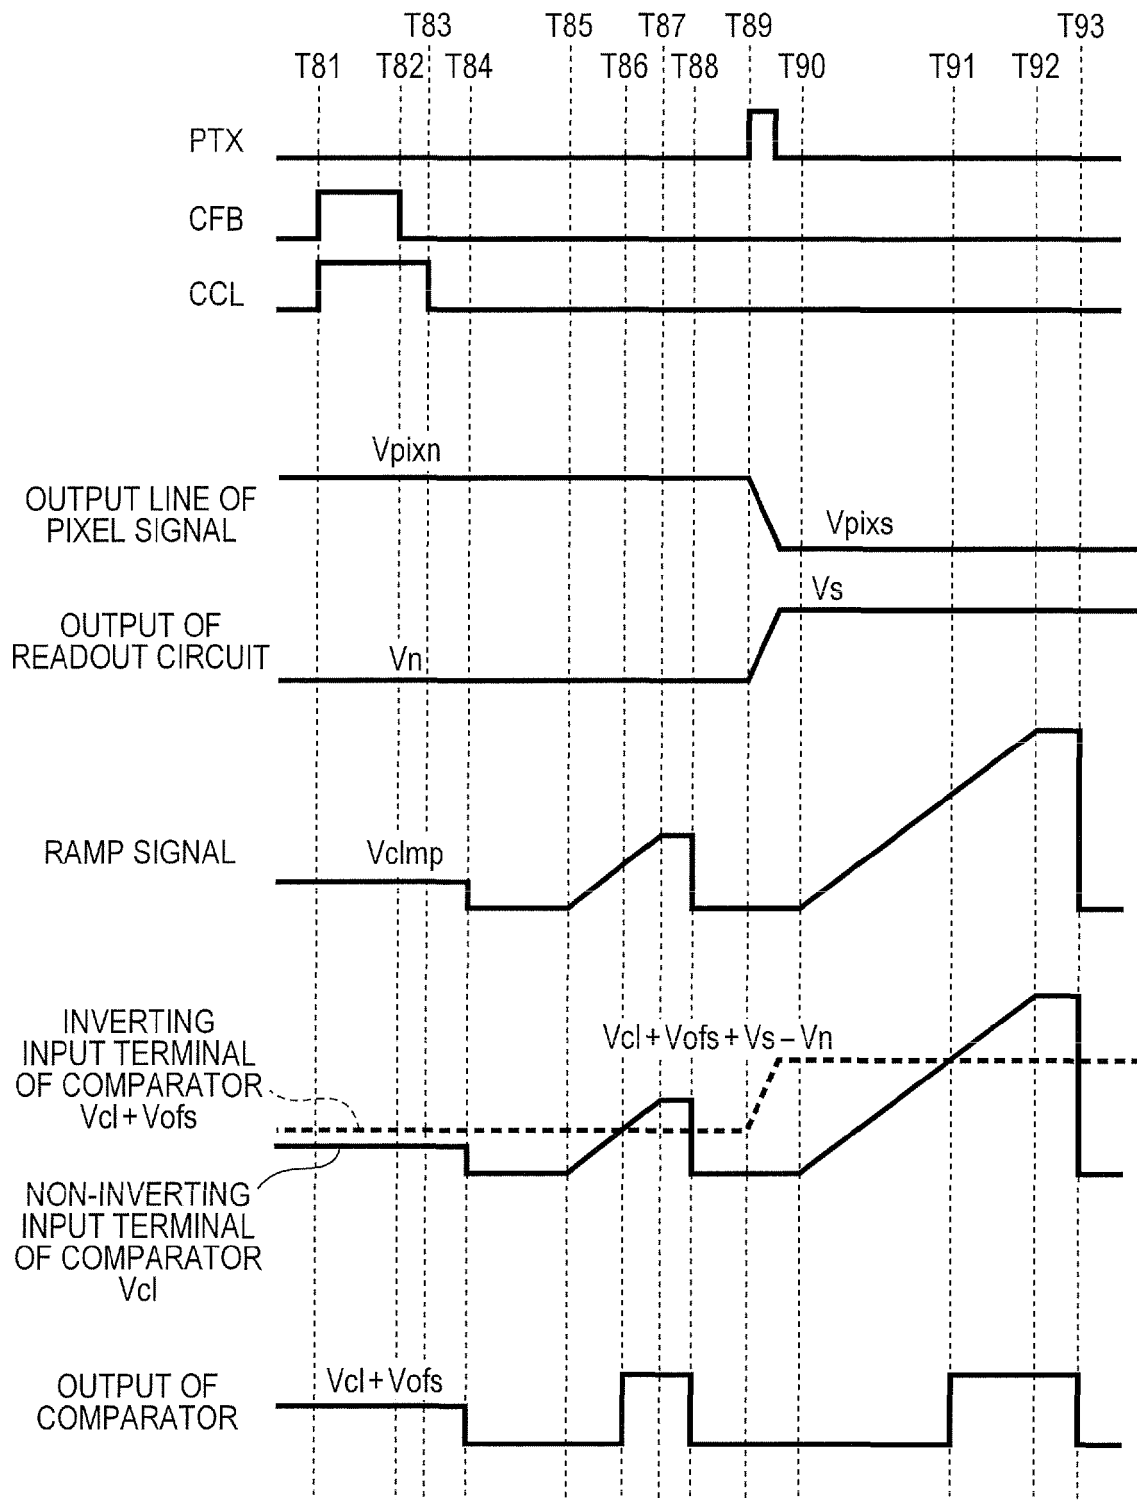 T83 T85 T87 T89 T93
T81 T82 T84 T86 T88 T90 T91 T92
PTX
CFB
CCL
Vpixn
OUTPUT LINE OF
PIXEL SIGNAL
Vpixs
Vs
OUTPUT OF
READOUT CIRCUIT
Vn
RAMP SIGNAL
Vclmp
INVERTING
INPUT TERMINAL
OF COMPARATOR
Vcl + Vofs
Vcl + Vofs + Vs – Vn
NON-INVERTING
INPUT TERMINAL
OF COMPARATOR
Vcl
Vcl + Vofs
OUTPUT OF
COMPARATOR